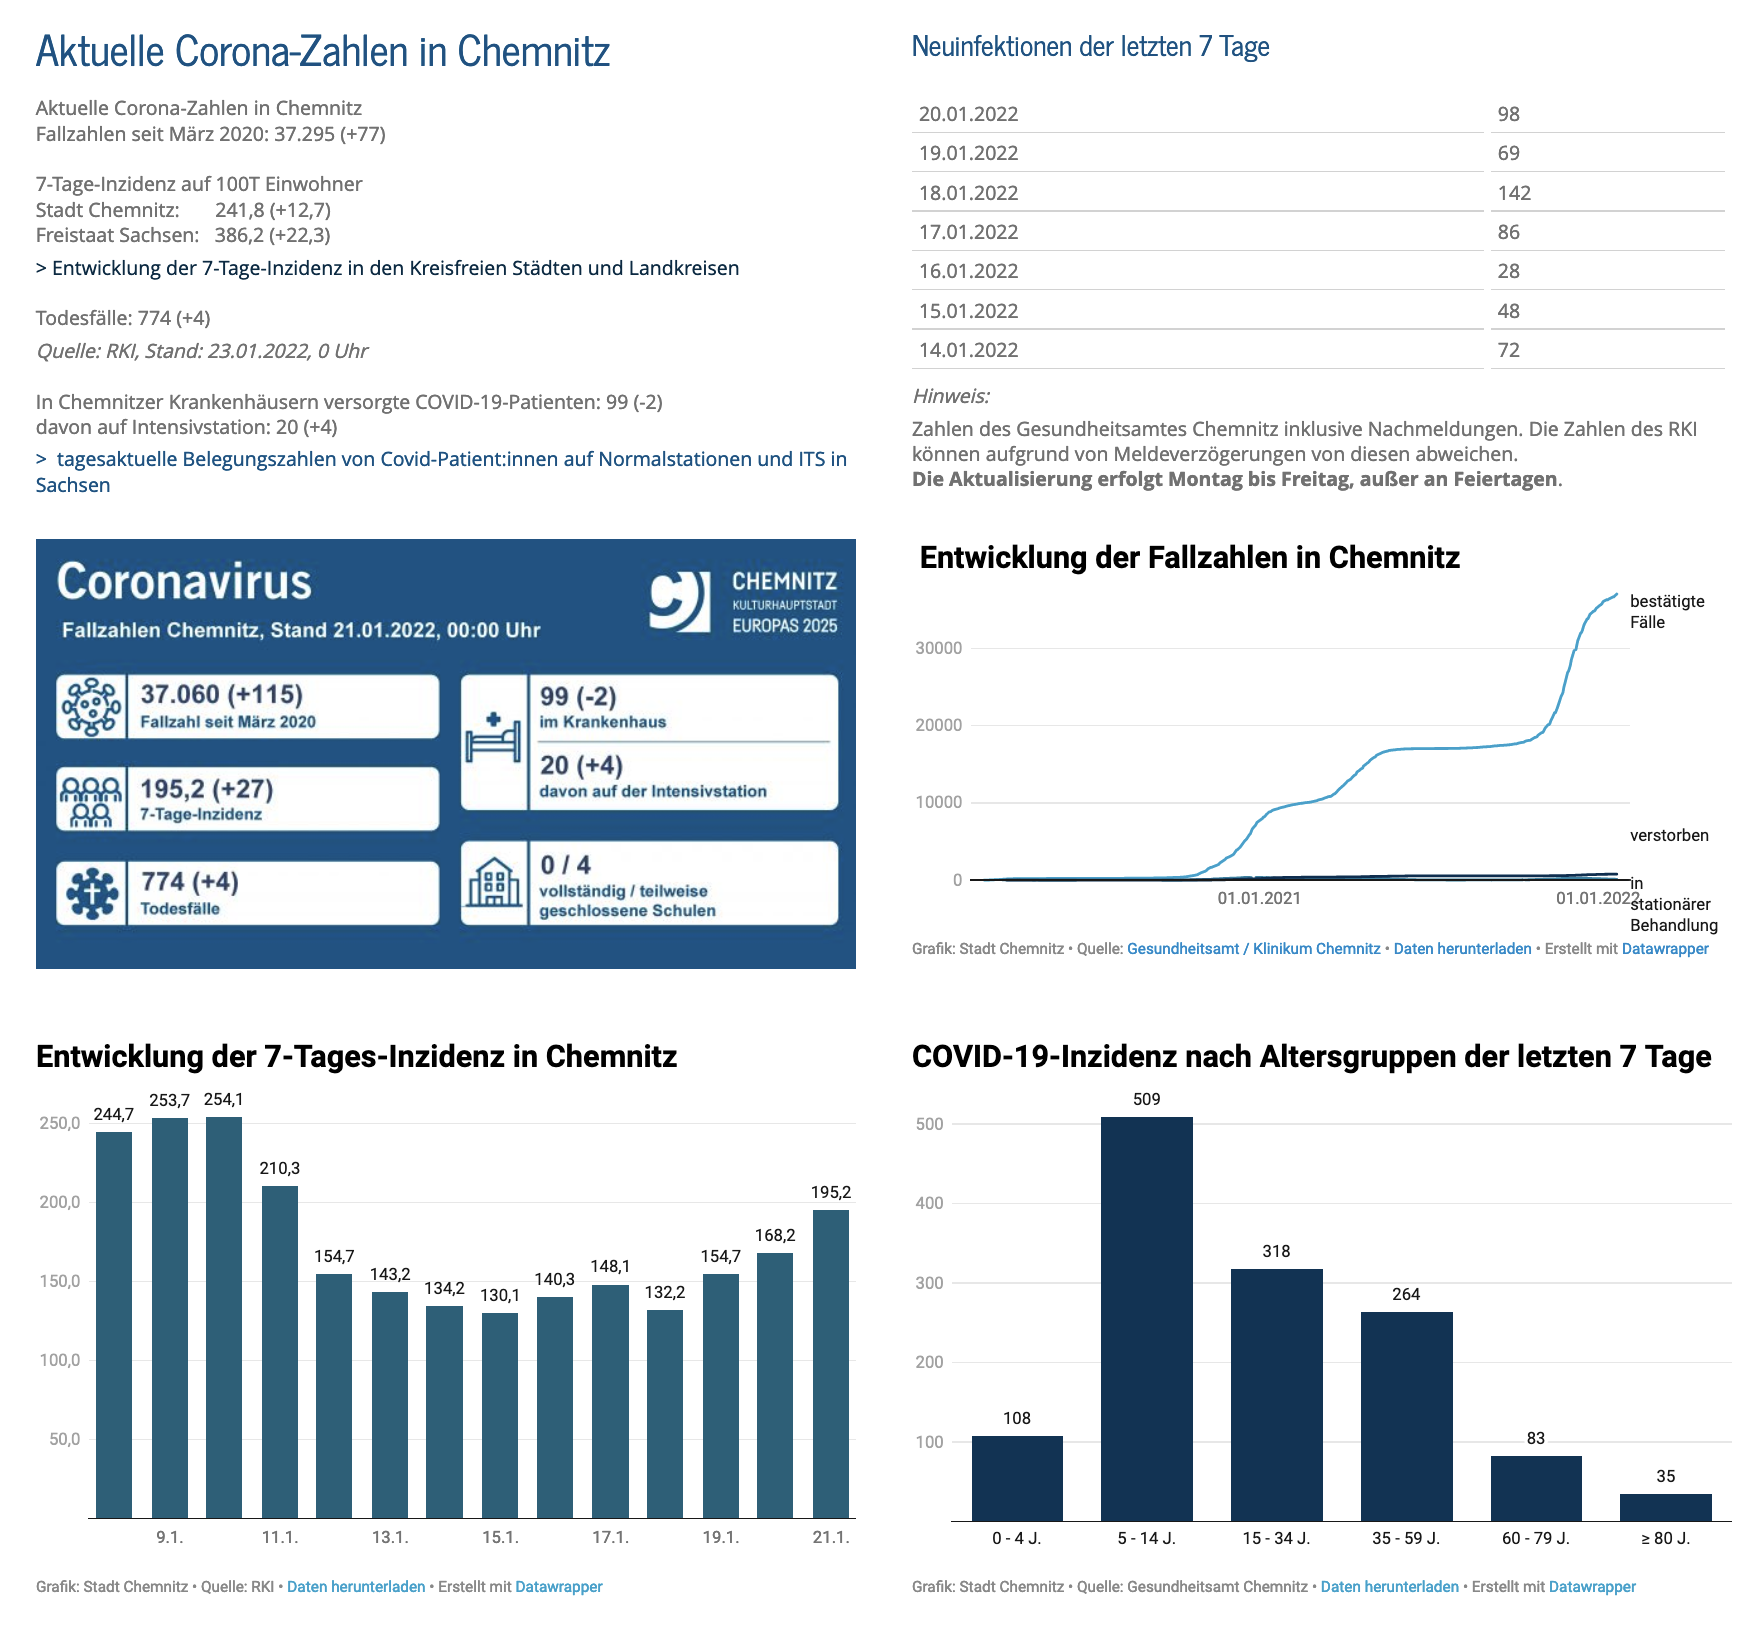 Aktuelle Corona-Zahlen in Chemnitz
Aktuelle Corona-Zahlen in Chemnitz
Fallzahlen seit März 2020: 37.295 (+77)
7-Tage-Inzidenz auf 100T Einwohner
Stadt Chemnitz: 241,8 (+12,7)
Freistaat Sachsen: 386,2 (+22,3)
> Entwicklung der 7-Tage-Inzidenz in den Kreisfreien Städten und Landkreisen
Todesfälle: 774 (+4)
Quelle: RKI, Stand: 23.01.2022, 0 Uhr
In Chemnitzer Krankenhäusern versorgte COVID-19-Patienten: 99 (-2)
davon auf Intensivstation: 20 (+4)
> tagesaktuelle Belegungszahlen von Covid-Patient:innen auf Normalstationen und ITS in
Sachsen
Neuinfektionen der letzten 7 Tage
20.01.2022 98
19.01.2022 69
18.01.2022 142
17.01.2022 86
16.01.2022 28
15.01.2022 48
14.01.2022 72
Hinweis:
Zahlen des Gesundheitsamtes Chemnitz inklusive Nachmeldungen. Die Zahlen des RKI
können aufgrund von Meldeverzögerungen von diesen abweichen.
Die Aktualisierung erfolgt Montag bis Freitag, außer an Feiertagen.
Coronavirus
Fallzahlen Chemnitz, Stand 21.01.2022, 00:00 Uhr
CHEMNITZ
KULTURHAUPTSTADT
EUROPAS 2025
37.060 (+115)
Fallzahl seit März 2020
195,2 (+27)
7-Tage-Inzidenz
774 (+4)
Todesfälle
99 (-2)
im Krankenhaus
20 (+4)
davon auf der Intensivstation
0 / 4
vollständig / teilweise
geschlossene Schulen
Entwicklung der Fallzahlen in Chemnitz
bestätigte
Fälle
30000
20000
10000
verstorben
0
in
stationärer
Behandlung
01.01.2021 01.01.2022
Grafik: Stadt Chemnitz • Quelle: Gesundheitsamt / Klinikum Chemnitz • Daten herunterladen • Erstellt mit Datawrapper
Entwicklung der 7-Tages-Inzidenz in Chemnitz
250,0
200,0
150,0
100,0
50,0
244,7 253,7 254,1 210,3 154,7 143,2 134,2 130,1 140,3 148,1 132,2 154,7 168,2 195,2
9.1. 11.1. 13.1. 15.1. 17.1. 19.1. 21.1.
Grafik: Stadt Chemnitz • Quelle: RKI • Daten herunterladen • Erstellt mit Datawrapper
COVID-19-Inzidenz nach Altersgruppen der letzten 7 Tage
500
400
300
200
100
108 509 318 264 83 35
0 - 4 J. 5 - 14 J. 15 - 34 J. 35 - 59 J. 60 - 79 J. ≥ 80 J.
Grafik: Stadt Chemnitz • Quelle: Gesundheitsamt Chemnitz • Daten herunterladen • Erstellt mit Datawrapper